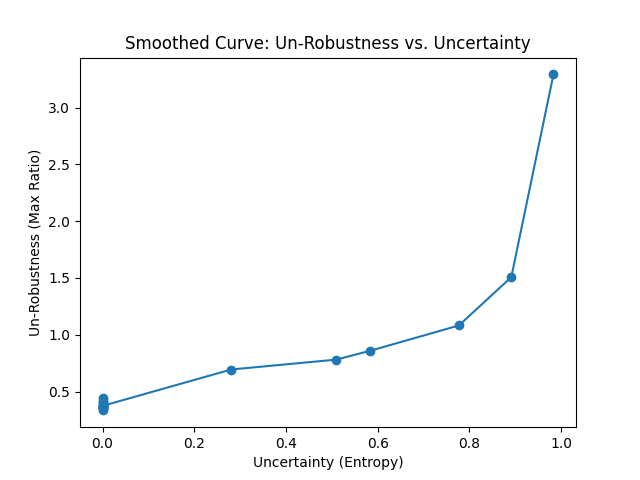 Smoothed Curve: Un-Robustness vs. Uncertainty
Un-Robustness (Max Ratio)
3.0
2.5
2.0
1.5
1.0
0.5
0.0 0.2 0.4 0.6 0.8 1.0
Uncertainty (Entropy)